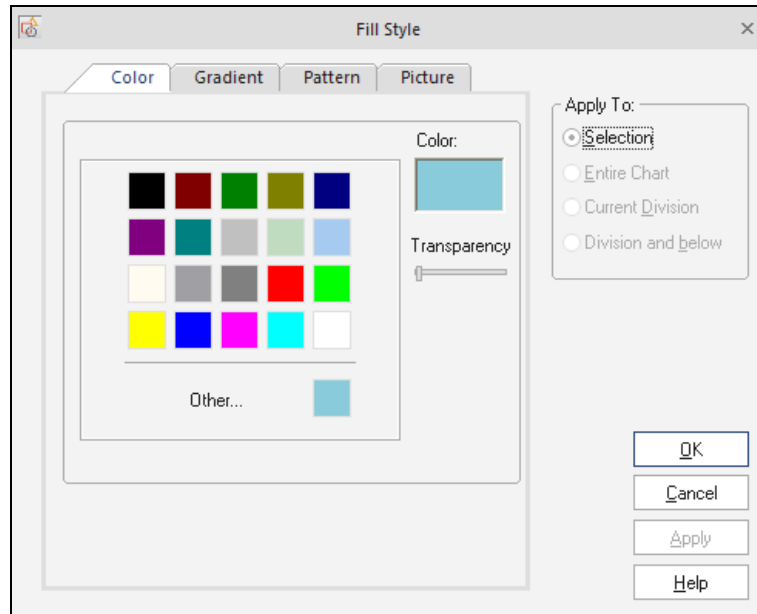 Fill Style
Color Gradient Pattern Picture
Color:
Transparency
Other...
Apply To:
Selection
Entire Chart
Current Division
Division and below
OK
Cancel
Apply
Help